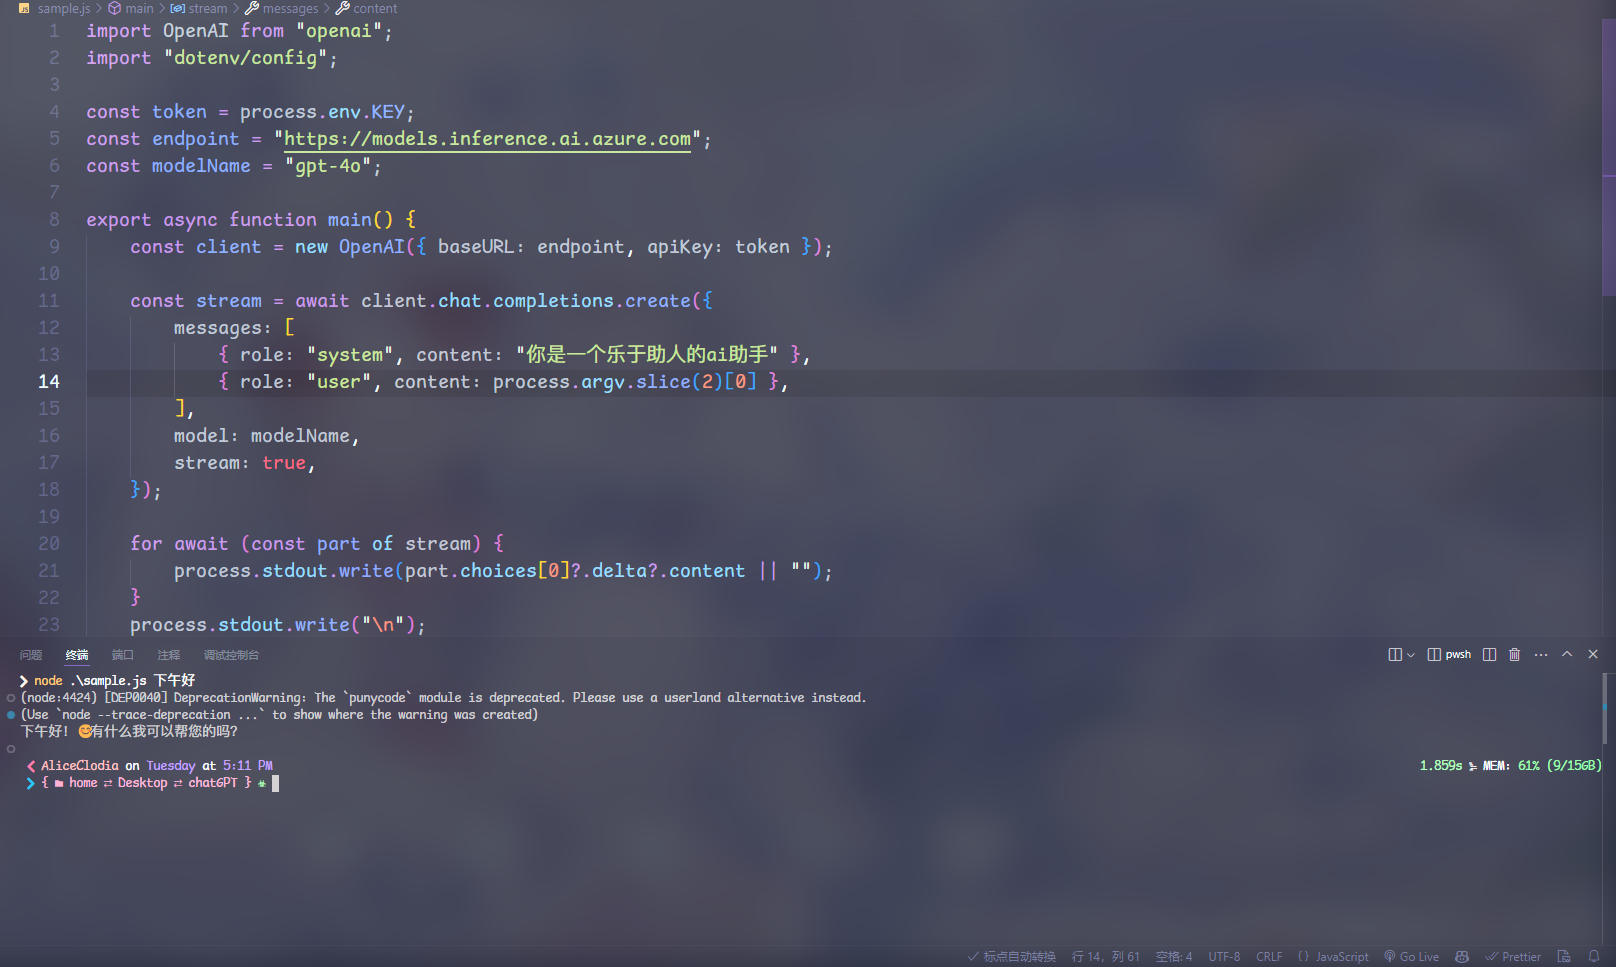 sample.js > main > stream > messages > content
1 import OpenAI from "openai";
2 import "dotenv/config";
3
4 const token = process.env.KEY;
5 const endpoint = "https://models.inference.ai.azure.com";
6 const modelName = "gpt-4o";
7
8 export async function main() {
9 const client = new OpenAI({ baseURL: endpoint, apiKey: token });
10
11 const stream = await client.chat.completions.create({
12 messages: [
13 { role: "system", content: "你是一个乐于助人的ai助手" },
14 { role: "user", content: process.argv.slice(2)[0] },
15 ],
16 model: modelName,
17 stream: true,
18 });
19
20 for await (const part of stream) {
21 process.stdout.write(part.choices[0]?.delta?.content || "");
22 }
23 process.stdout.write("\n");
问题 终端 端口 注释 调试控制台 pwsh
❯ node .\sample.js 下午好
(node:4424) [DEP0040] DeprecationWarning: The `punycode` module is deprecated. Please use a userland alternative instead.
(Use `node --trace-deprecation ...` to show where the warning was created)
下午好! 😊有什么我可以帮您的吗?
❮ AliceClodia on Tuesday at 5:11 PM 1.859s MEM: 61% (9/15GB)
❯ { home ⇄ Desktop ⇄ chatGPT }
标点自动转换 行 14, 列 61 空格: 4 UTF-8 CRLF {} JavaScript Go Live Prettier